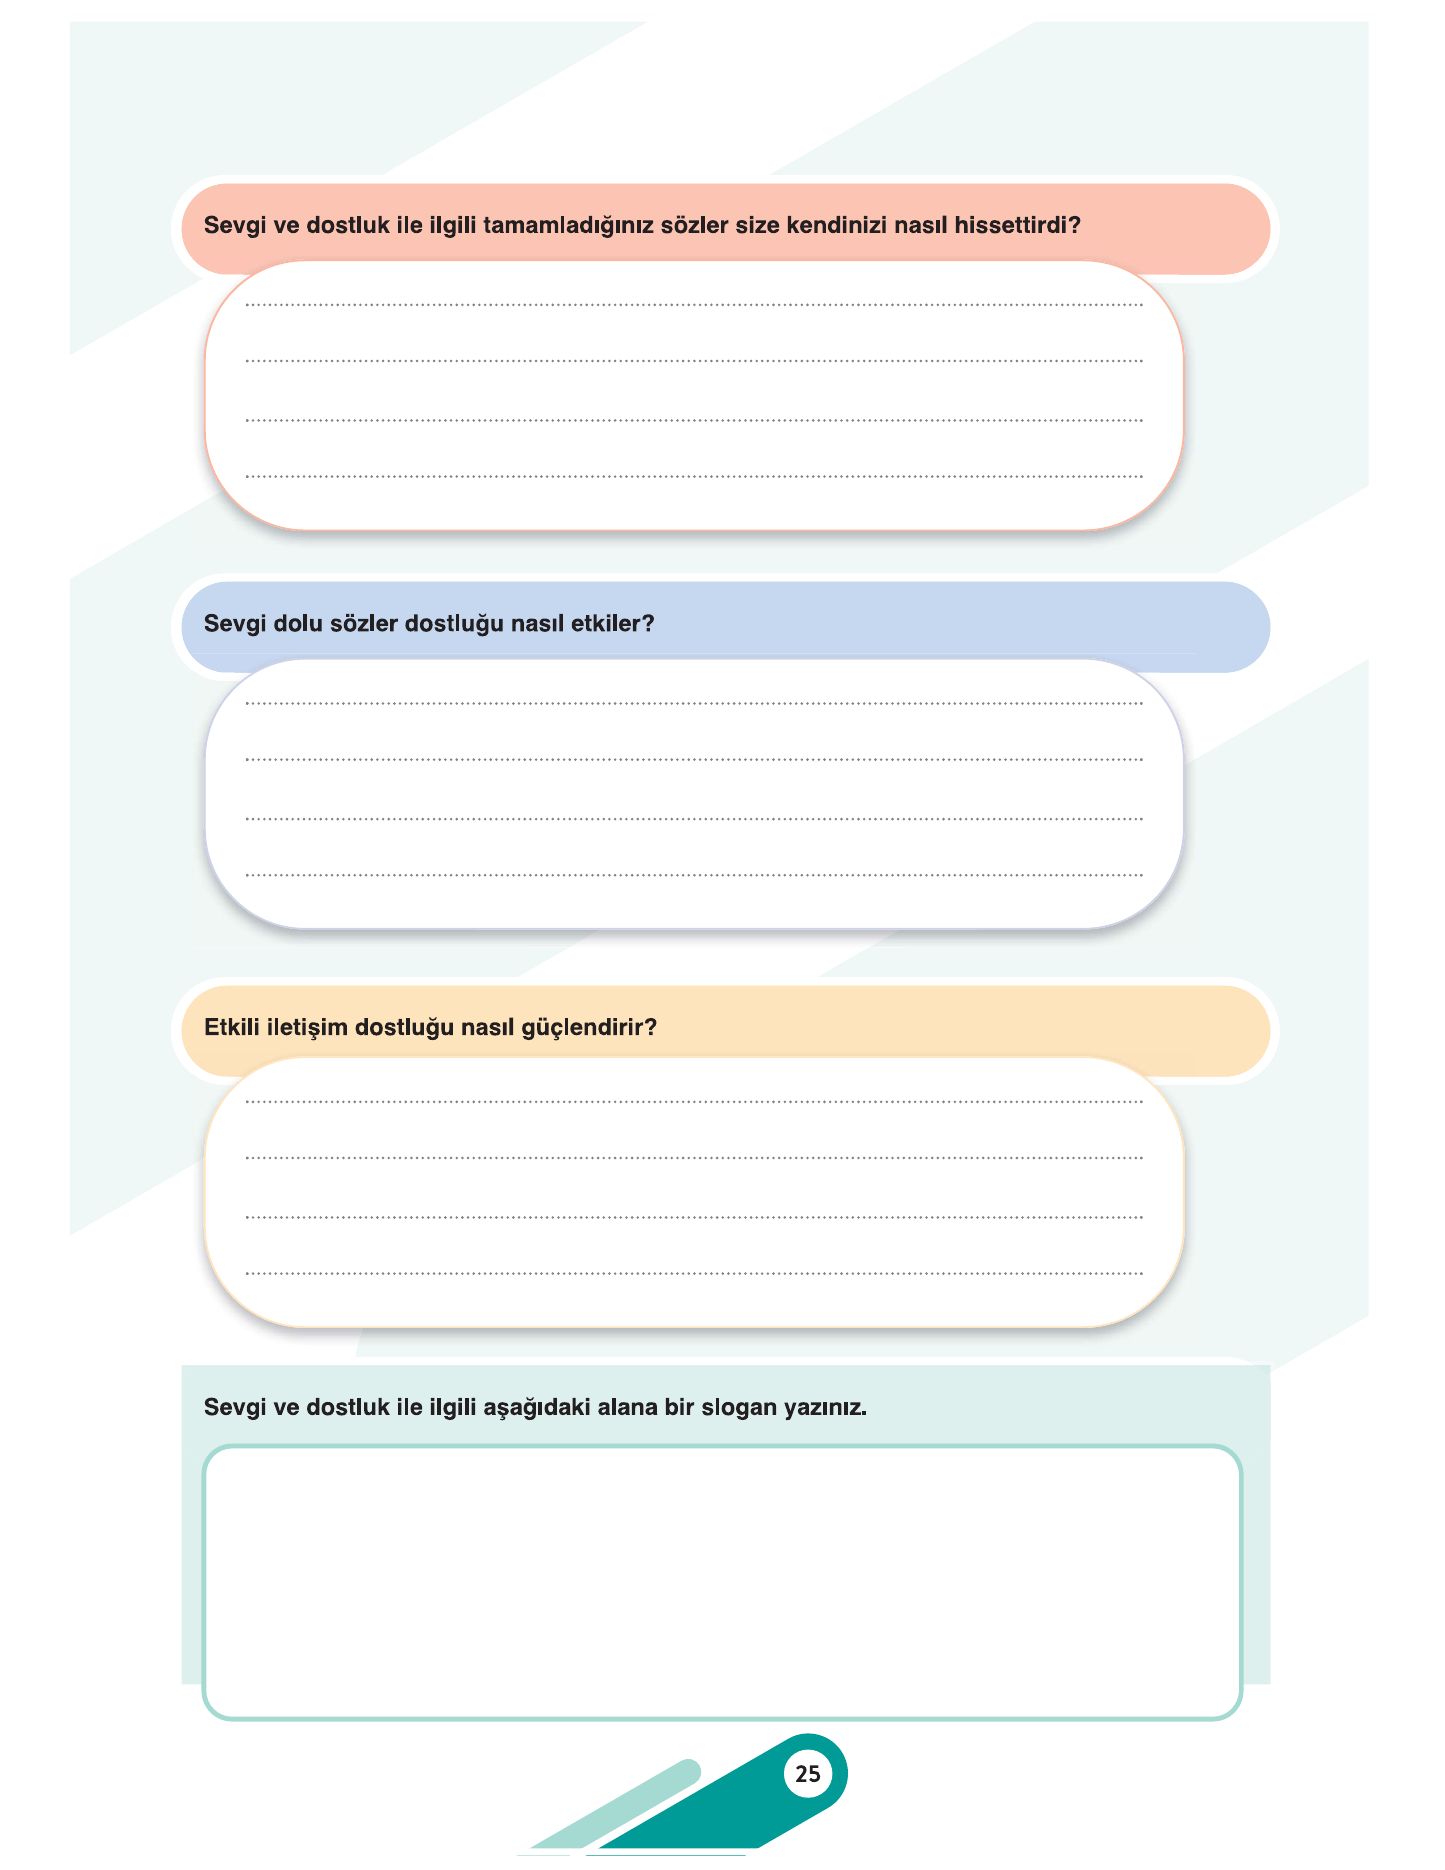 Sevgi ve dostluk ile ilgili tamamladığınız sözler size kendinizi nasıl hissettirdi?
Sevgi dolu sözler dostluğu nasıl etkiler?
Etkili iletişim dostluğu nasıl güçlendirir?
Sevgi ve dostluk ile ilgili aşağıdaki alana bir slogan yazınız.
25